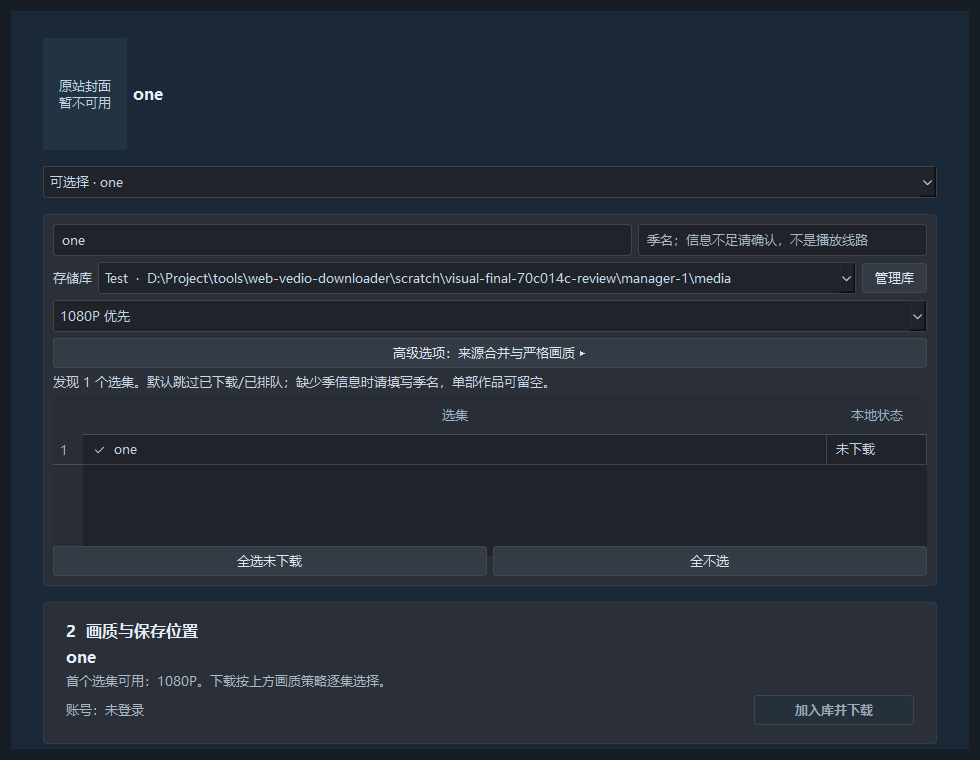 原站封面
暂不可用
one
可选择 · one
one
季名；信息不足请确认，不是播放线路
存储库 Test · D:\Project\tools\web-vedio-downloader\scratch\visual-final-70c014c-review\manager-1\media 管理库
1080P 优先
高级选项：来源合并与严格画质 ▸
发现 1 个选集。默认跳过已下载/已排队；缺少季信息时请填写季名，单部作品可留空。
选集 本地状态
1 ✓ one 未下载
全选未下载 全不选
2 画质与保存位置
one
首个选集可用：1080P。下载按上方画质策略逐集选择。
账号：未登录 加入库并下载